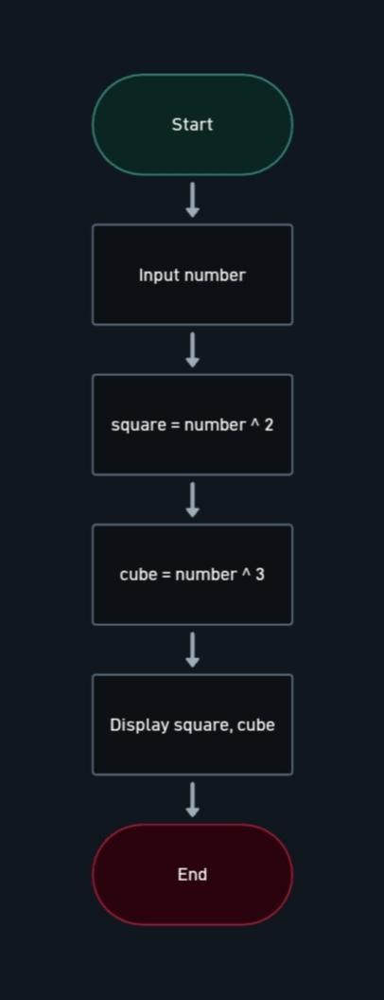 Start
Input number
square = number ^ 2
cube = number ^ 3
Display square, cube
End